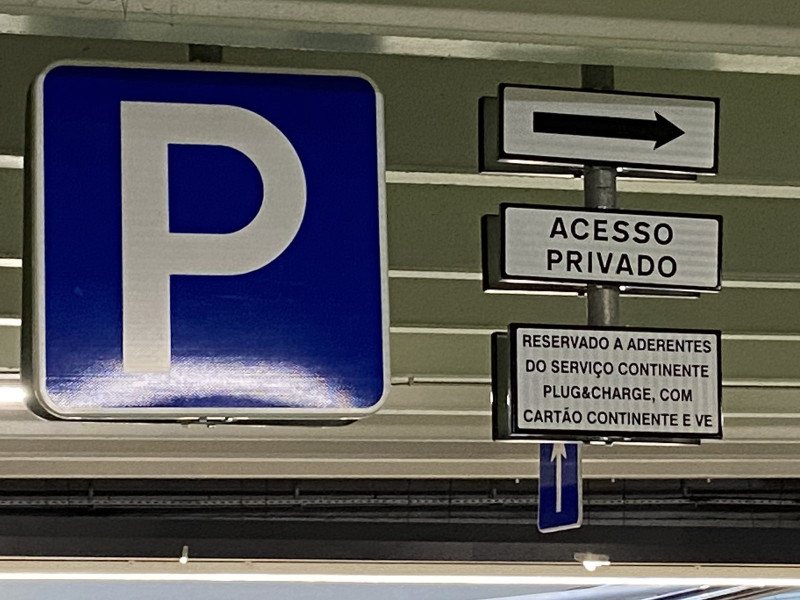 P
ACESSO
PRIVADO
RESERVADO A ADERENTES
DO SERVIÇO CONTINENTE
PLUG&CHARGE, COM
CARTÃO CONTINENTE E VE